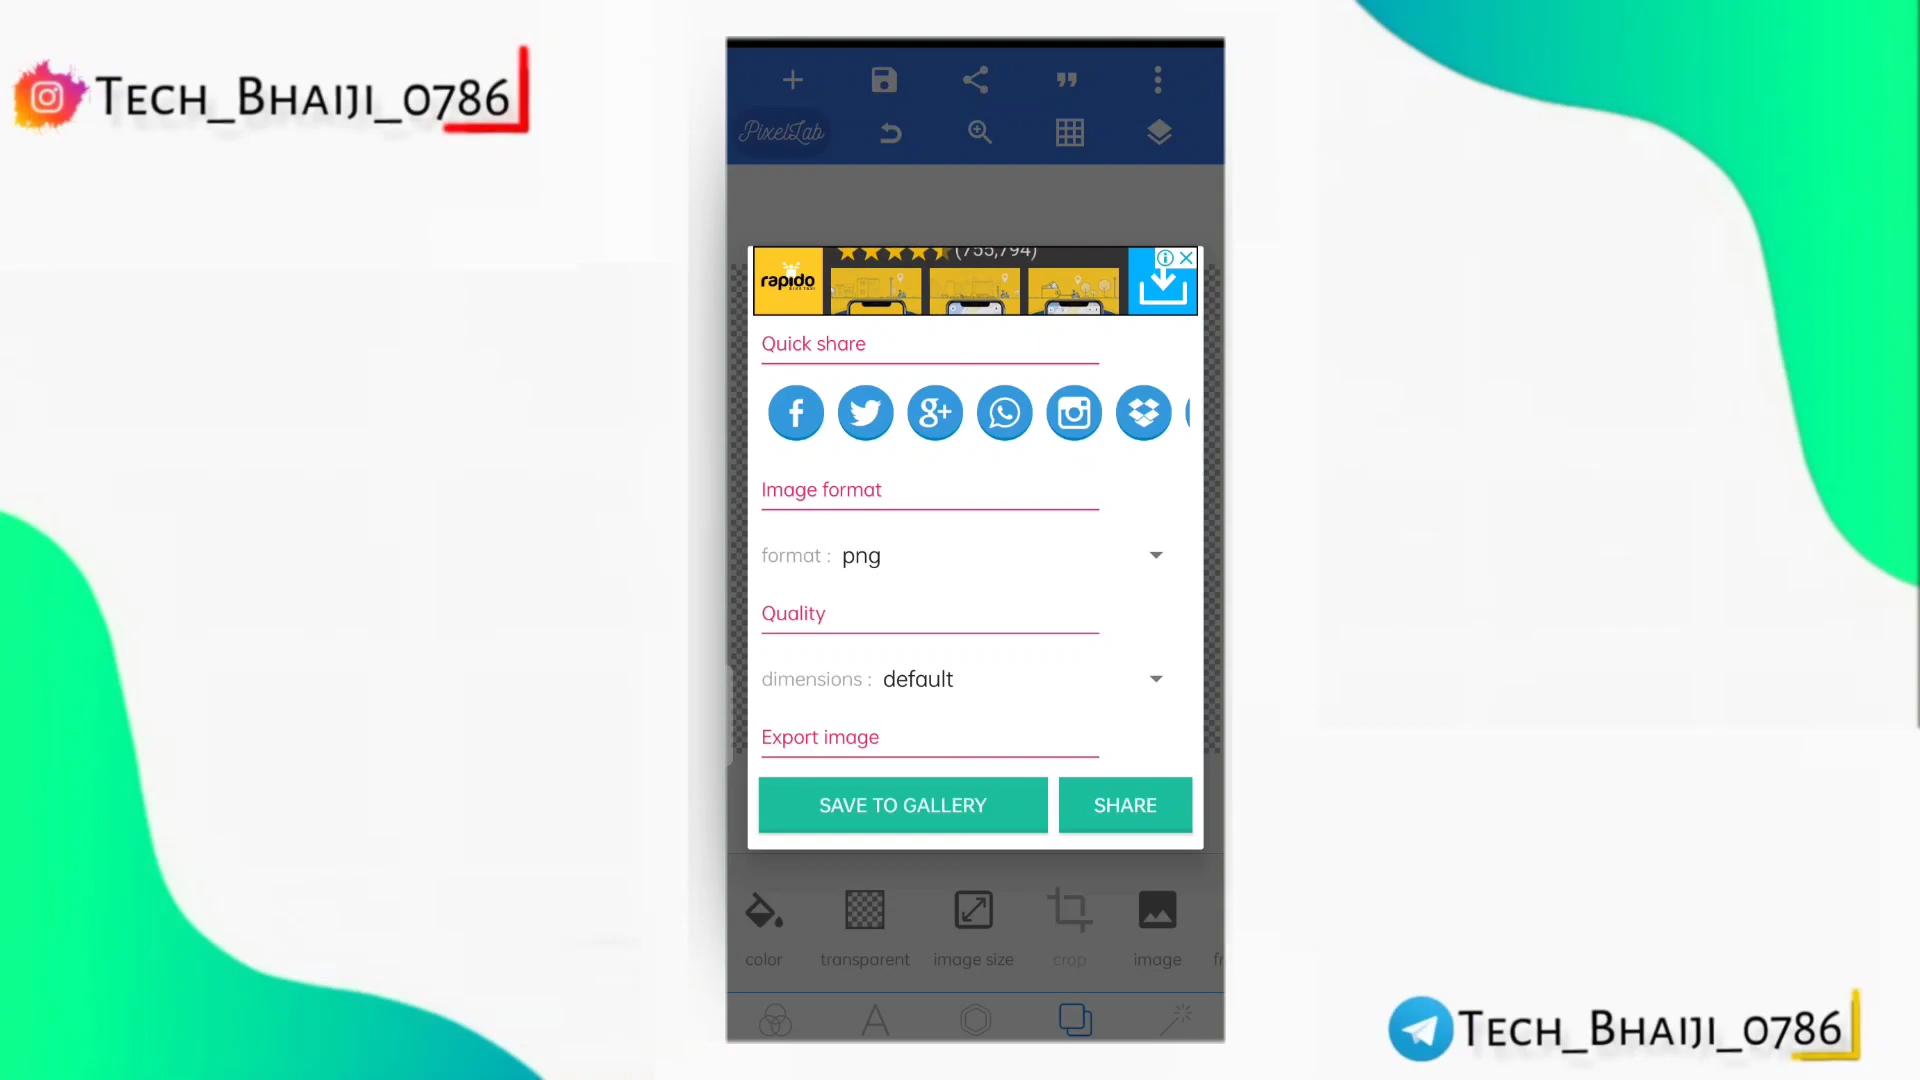 TECH_BHAIJI_0786
PixelLab
(755,794)
rapido
Quick share
Image format
format : png
Quality
dimensions : default
Export image
SAVE TO GALLERY
SHARE
color
transparent
image size
crop
image
TECH_BHAIJI_0786